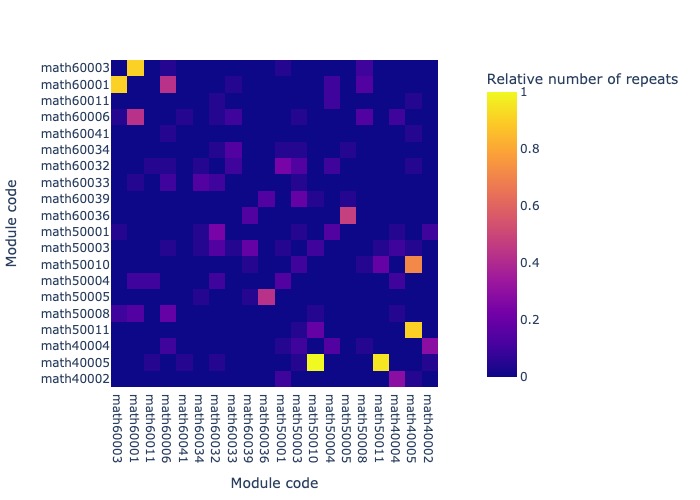 Relative number of repeats
1
0.8
0.6
0.4
0.2
0
Module code
math60003
math60001
math60011
math60006
math60041
math60034
math60032
math60033
math60039
math60036
math50001
math50003
math50010
math50004
math50005
math50008
math50011
math40004
math40005
math40002
math60003
math60001
math60011
math60006
math60041
math60034
math60032
math60033
math60039
math60036
math50001
math50003
math50010
math50004
math50005
math50008
math50011
math40004
math40005
math40002
Module code